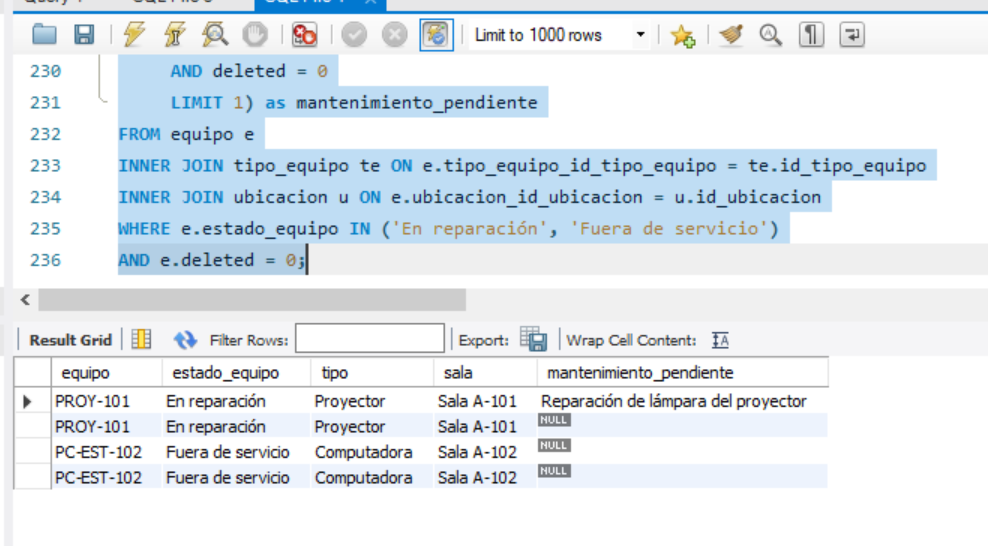 Limit to 1000 rows
230 AND deleted = 0
231 LIMIT 1) as mantenimiento_pendiente
232 FROM equipo e
233 INNER JOIN tipo_equipo te ON e.tipo_equipo_id_tipo_equipo = te.id_tipo_equipo
234 INNER JOIN ubicacion u ON e.ubicacion_id_ubicacion = u.id_ubicacion
235 WHERE e.estado_equipo IN ('En reparación', 'Fuera de servicio')
236 AND e.deleted = 0;
Result Grid Filter Rows: Export: Wrap Cell Content:
equipo estado_equipo tipo sala mantenimiento_pendiente
PROY-101 En reparación Proyector Sala A-101 Reparación de lámpara del proyector
PROY-101 En reparación Proyector Sala A-101 NULL
PC-EST-102 Fuera de servicio Computadora Sala A-102 NULL
PC-EST-102 Fuera de servicio Computadora Sala A-102 NULL